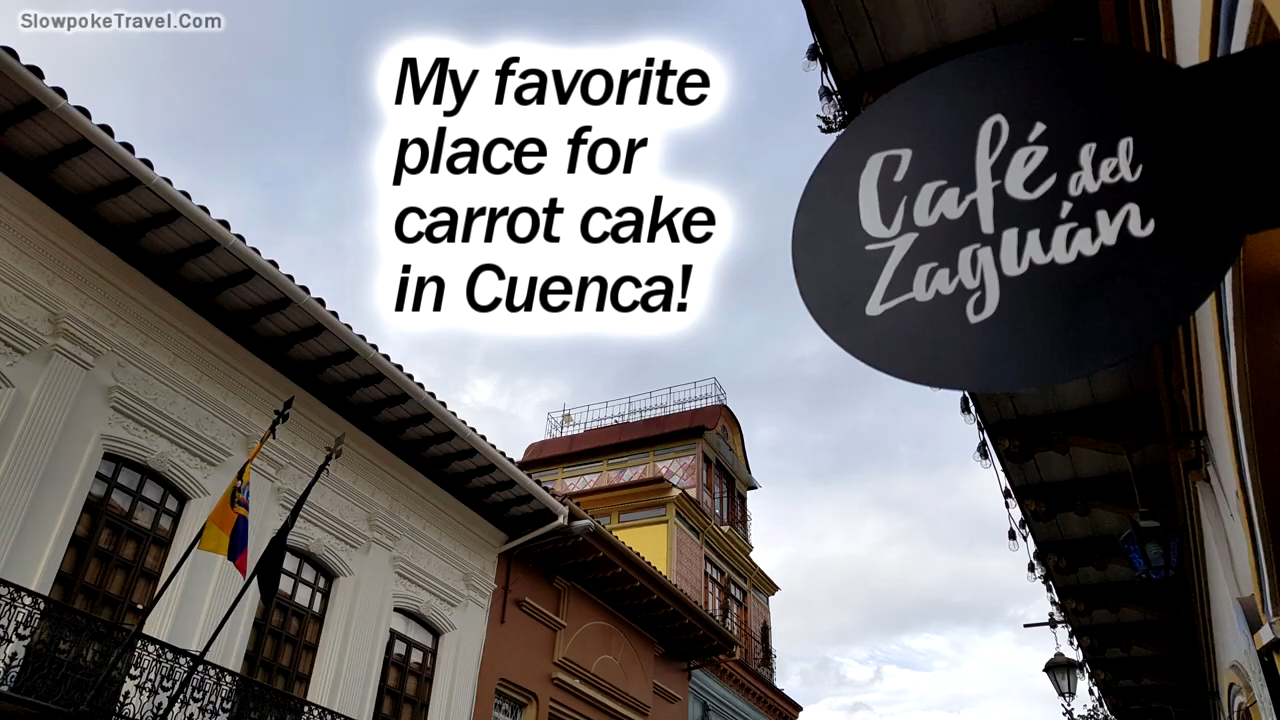 SlowpokeTravel.Com
My favorite
place for
carrot cake
in Cuenca!
Café del
Zaguán